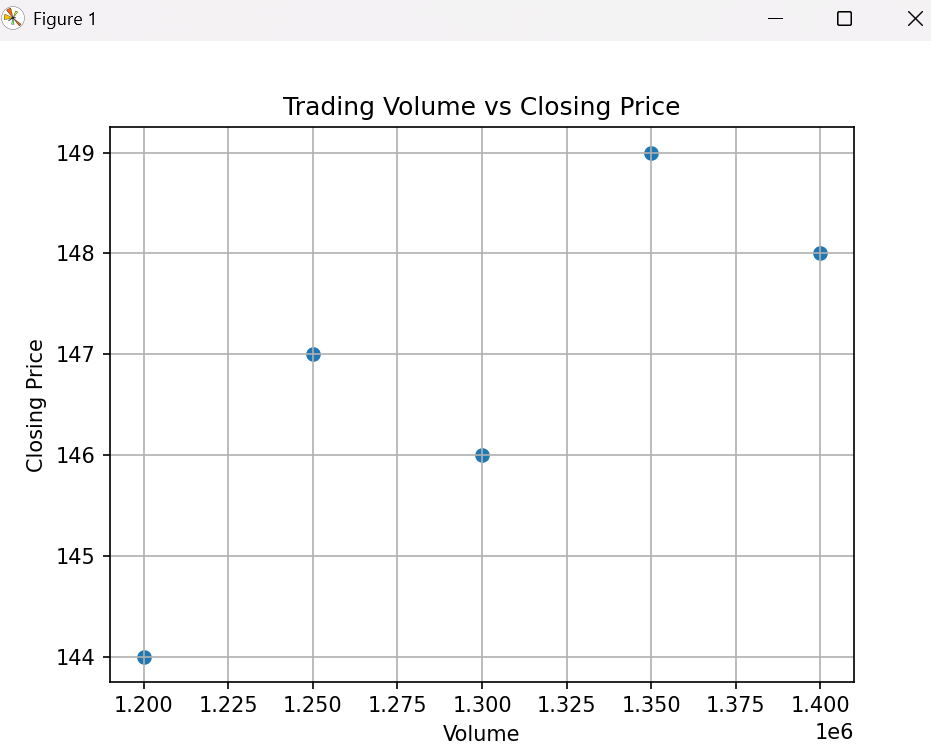 Figure 1
Trading Volume vs Closing Price
149
148
147
146
145
144
Closing Price
1.200 1.225 1.250 1.275 1.300 1.325 1.350 1.375 1.400
1e6
Volume